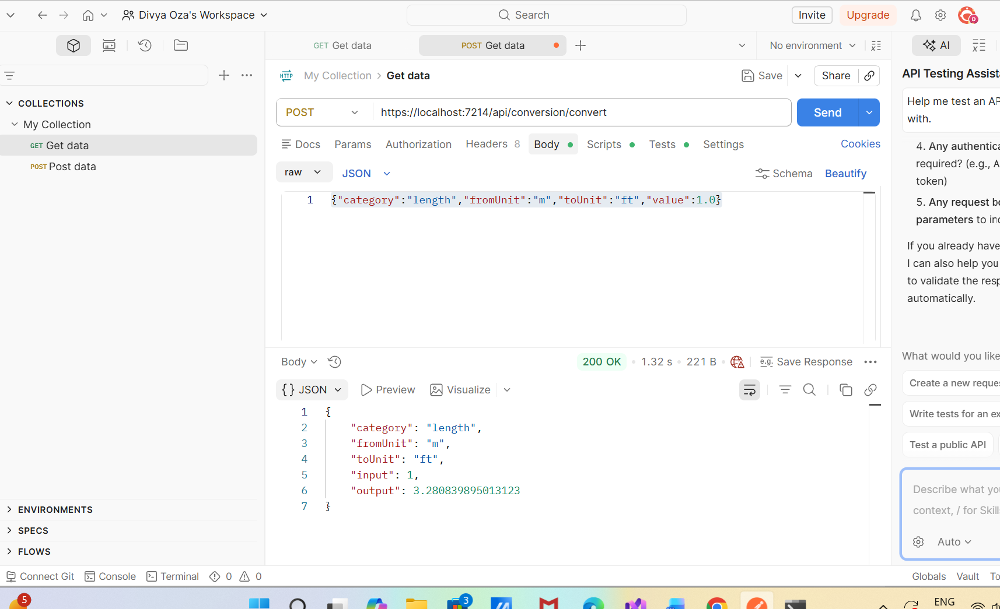 Divya Oza's Workspace
Search
Invite
Upgrade
D
GET Get data
POST Get data
No environment
AI
HTTP
My Collection > Get data
Save
Share
COLLECTIONS
My Collection
GET Get data
POST Post data
POST
https://localhost:7214/api/conversion/convert
Send
Docs
Params
Authorization
Headers 8
Body
Scripts
Tests
Settings
Cookies
raw
JSON
Schema
Beautify
1 {"category":"length","fromUnit":"m","toUnit":"ft","value":1.0}
Body
200 OK • 1.32 s • 221 B
e.g. Save Response
{} JSON
Preview
Visualize
1 {
2 "category": "length",
3 "fromUnit": "m",
4 "toUnit": "ft",
5 "input": 1,
6 "output": 3.280839895013123
7 }
API Testing Assist
Help me test an AP
with.
4. Any authentica
required? (e.g., A
token)
5. Any request bo
parameters to inc
If you already have
I can also help you
to validate the resp
automatically.
What would you like
Create a new reques
Write tests for an ex
Test a public API
Describe what you
context, / for Skill
Auto
ENVIRONMENTS
SPECS
FLOWS
Connect Git
Console
Terminal
0
0
Globals
Vault
To
5
3
ENG